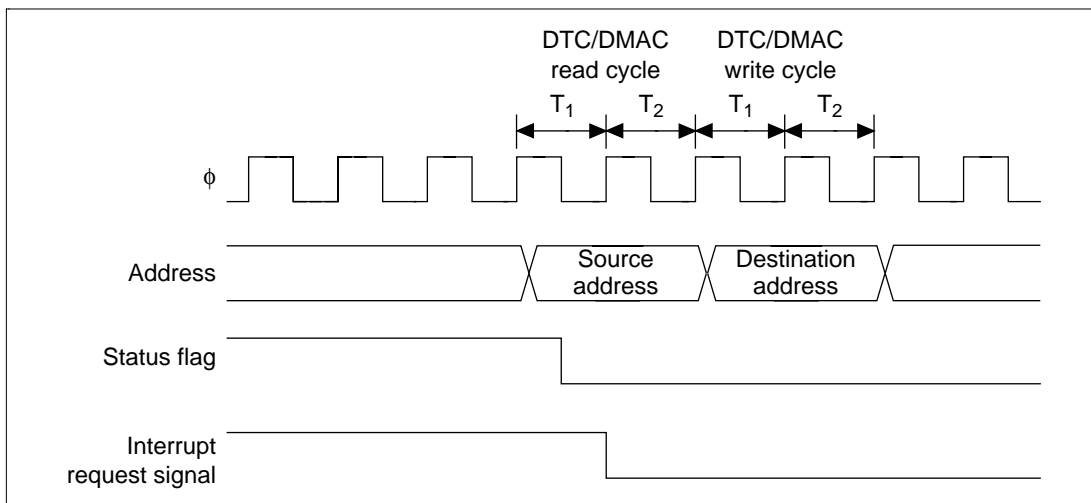 DTC/DMAC
read cycle
DTC/DMAC
write cycle
T1 T2 T1 T2
ϕ
Address
Source
address
Destination
address
Status flag
Interrupt
request signal